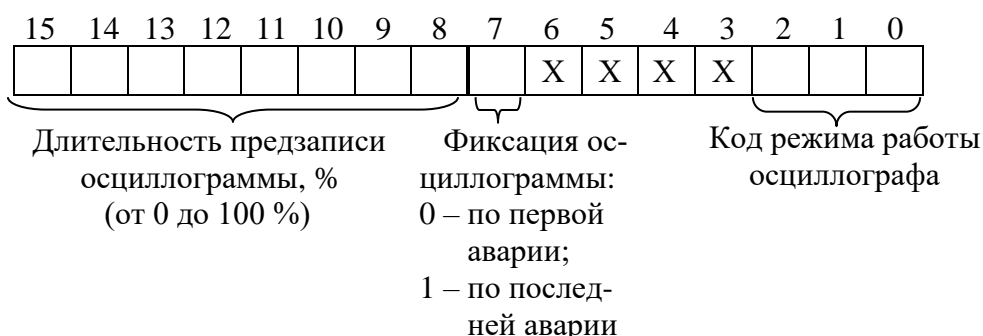 15 14 13 12 11 10 9 8 7 6 5 4 3 2 1 0
X X X X
Длительность предзаписи
осциллограммы, %
(от 0 до 100 %)
Фиксация ос-
циллограммы:
0 – по первой
аварии;
1 – по послед-
ней аварии
Код режима работы
осциллографа